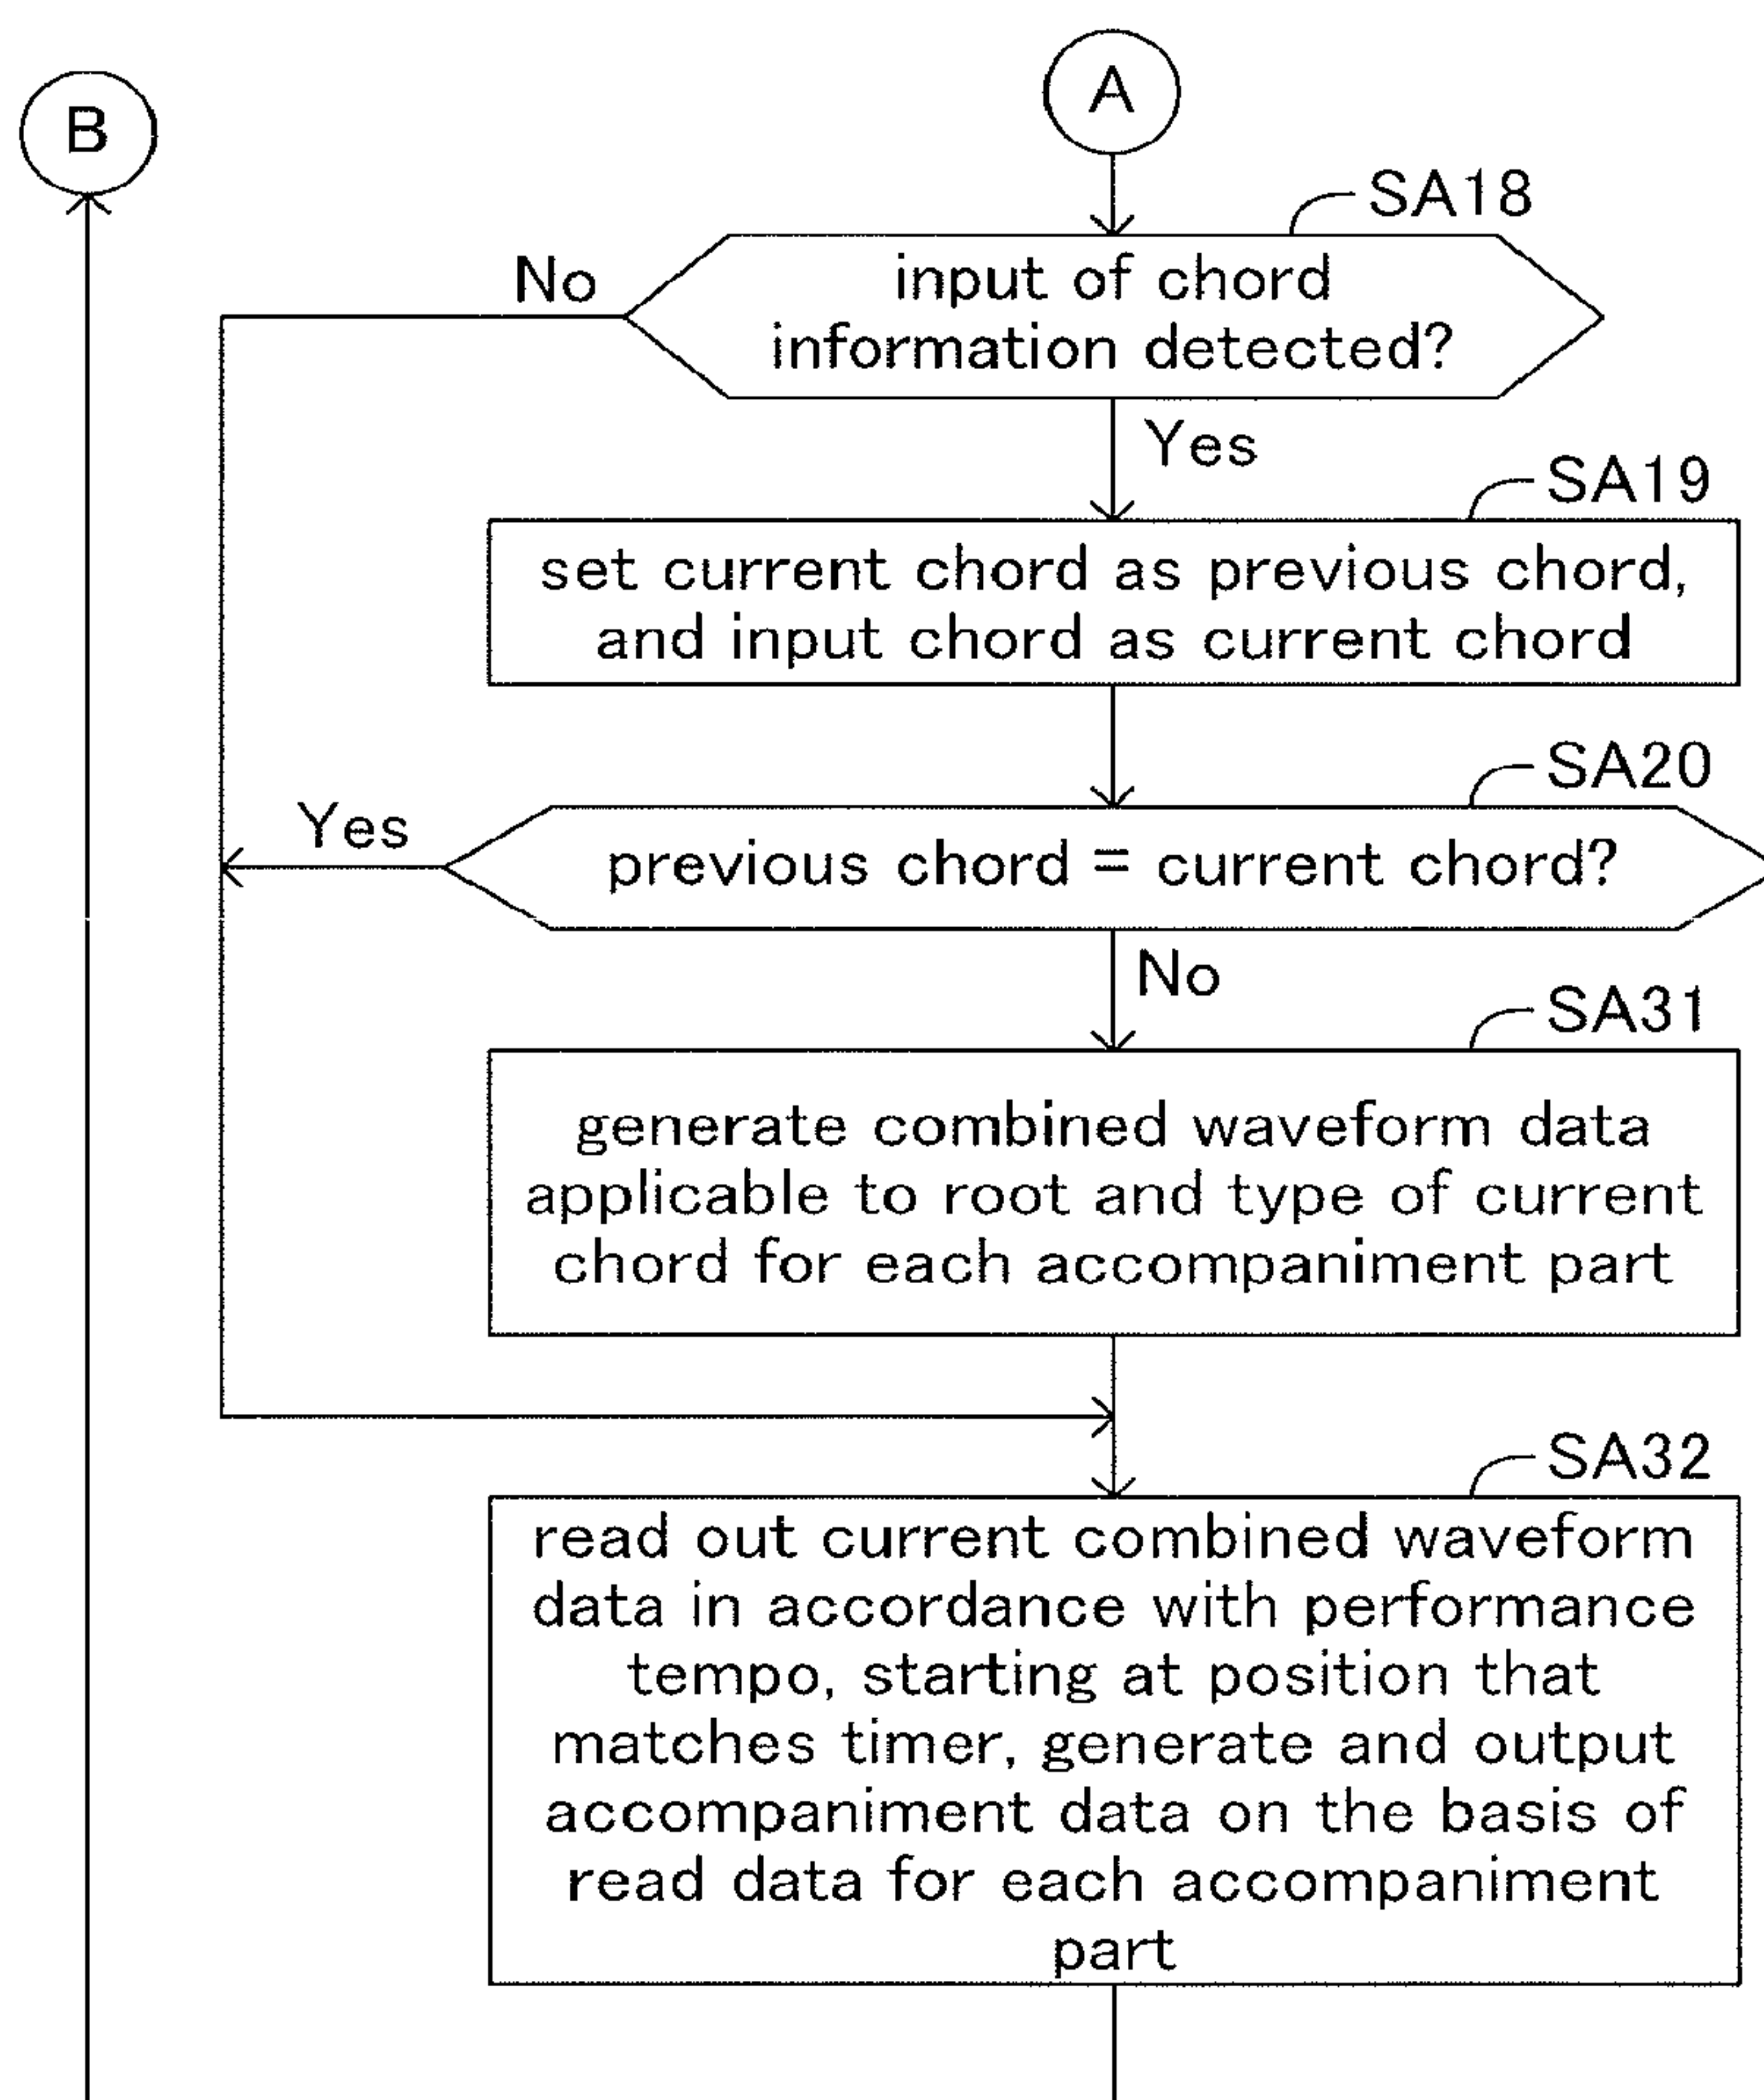 B
A
SA18
No
input of chord
information detected?
Yes
SA19
set current chord as previous chord,
and input chord as current chord
SA20
Yes
previous chord = current chord?
No
SA31
generate combined waveform data
applicable to root and type of current
chord for each accompaniment part
SA32
read out current combined waveform
data in accordance with performance
tempo, starting at position that
matches timer, generate and output
accompaniment data on the basis of
read data for each accompaniment
part